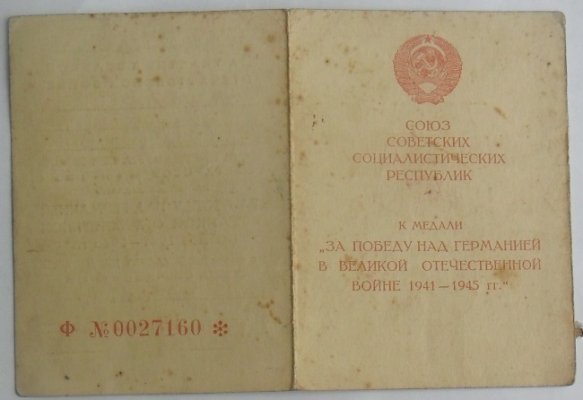 Ф №0027160 *
СОЮЗ
СОВЕТСКИХ
СОЦИАЛИСТИЧЕСКИХ
РЕСПУБЛИК
К МЕДАЛИ
„ЗА ПОБЕДУ НАД ГЕРМАНИЕЙ
В ВЕЛИКОЙ ОТЕЧЕСТВЕННОЙ
ВОЙНЕ 1941—1945 гг.“